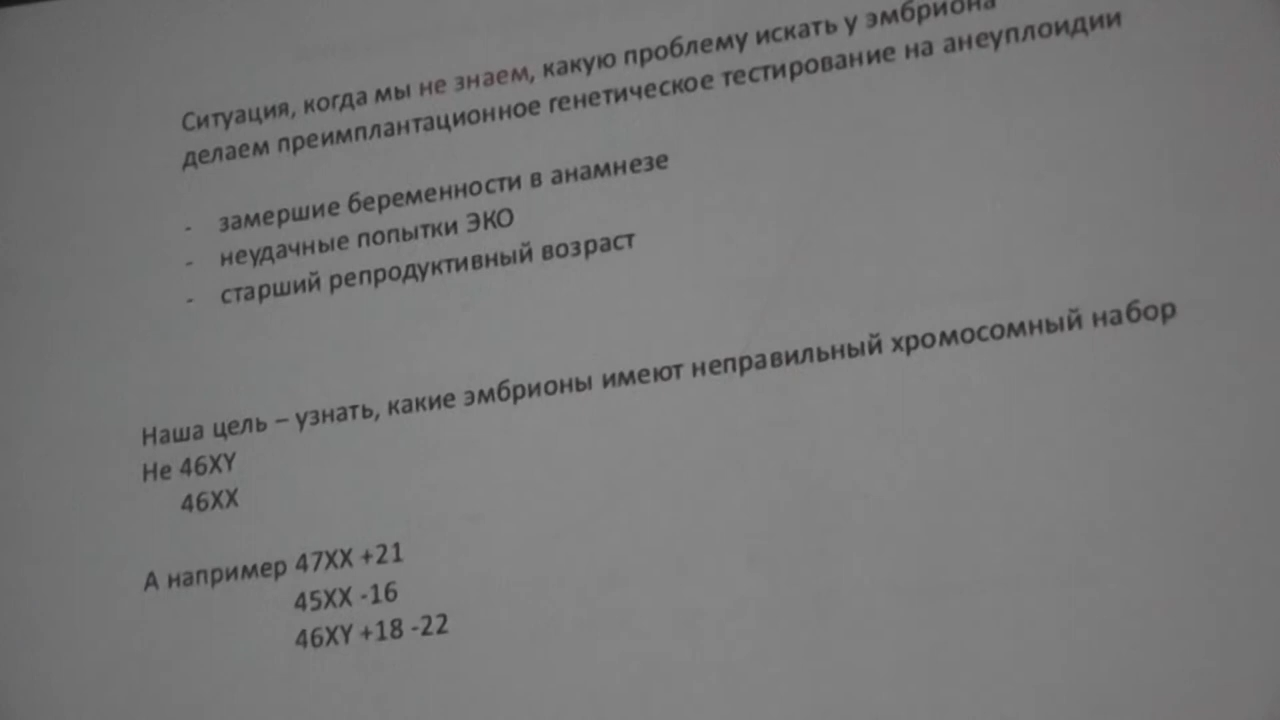 Ситуация, когда мы не знаем, какую проблему искать у эмбриона
делаем преимплантационное генетическое тестирование на анеуплоидии
- замершие беременности в анамнезе
- неудачные попытки ЭКО
- старший репродуктивный возраст
Наша цель – узнать, какие эмбрионы имеют неправильный хромосомный набор
Не 46XY
46XX
А например 47XX +21
45XX -16
46XY +18 -22